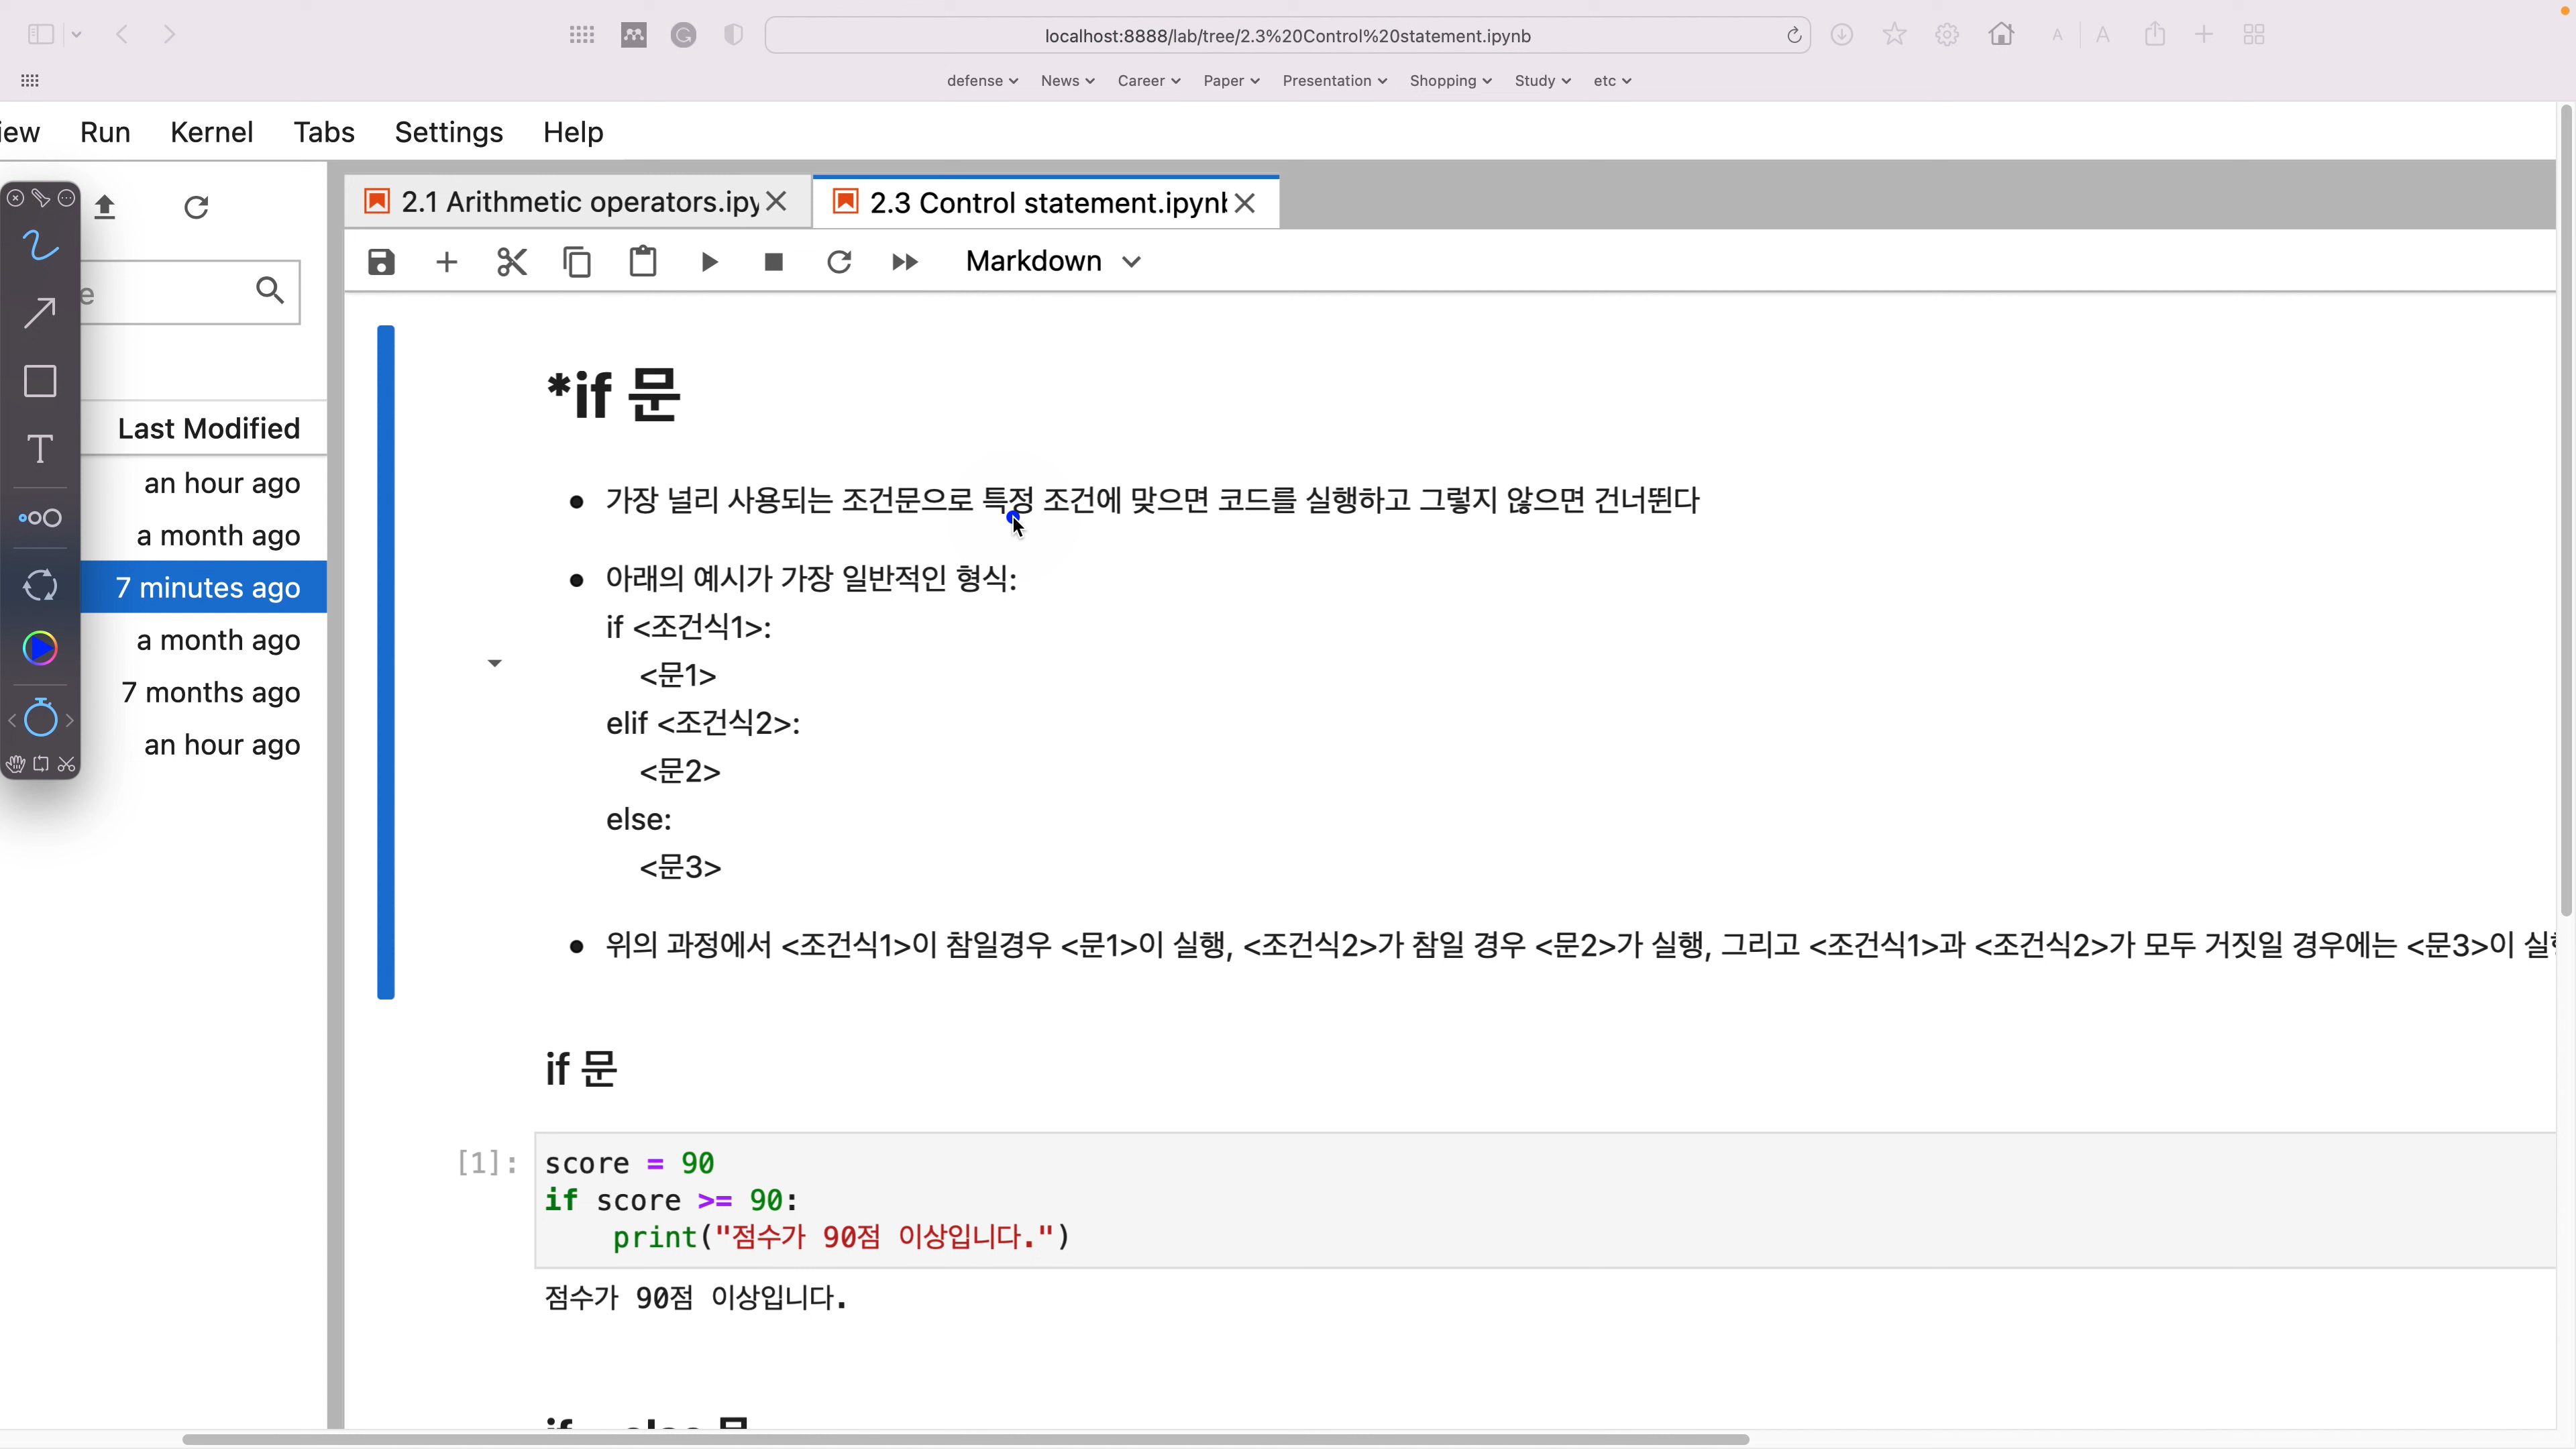 localhost:8888/lab/tree/2.3%20Control%20statement.ipynb
defense News Career Paper Presentation Shopping Study etc
iew Run Kernel Tabs Settings Help
2.1 Arithmetic operators.ipy 2.3 Control statement.ipynb
Markdown
e
Last Modified
an hour ago
a month ago
7 minutes ago
a month ago
7 months ago
an hour ago
*if 문
• 가장 널리 사용되는 조건문으로 특정 조건에 맞으면 코드를 실행하고 그렇지 않으면 건너뛴다
• 아래의 예시가 가장 일반적인 형식:
if <조건식1>:
<문1>
elif <조건식2>:
<문2>
else:
<문3>
• 위의 과정에서 <조건식1>이 참일경우 <문1>이 실행, <조건식2>가 참일 경우 <문2>가 실행, 그리고 <조건식1>과 <조건식2>가 모두 거짓일 경우에는 <문3>이 실
if 문
[1]: score = 90
if score >= 90:
print("점수가 90점 이상입니다.")
점수가 90점 이상입니다.